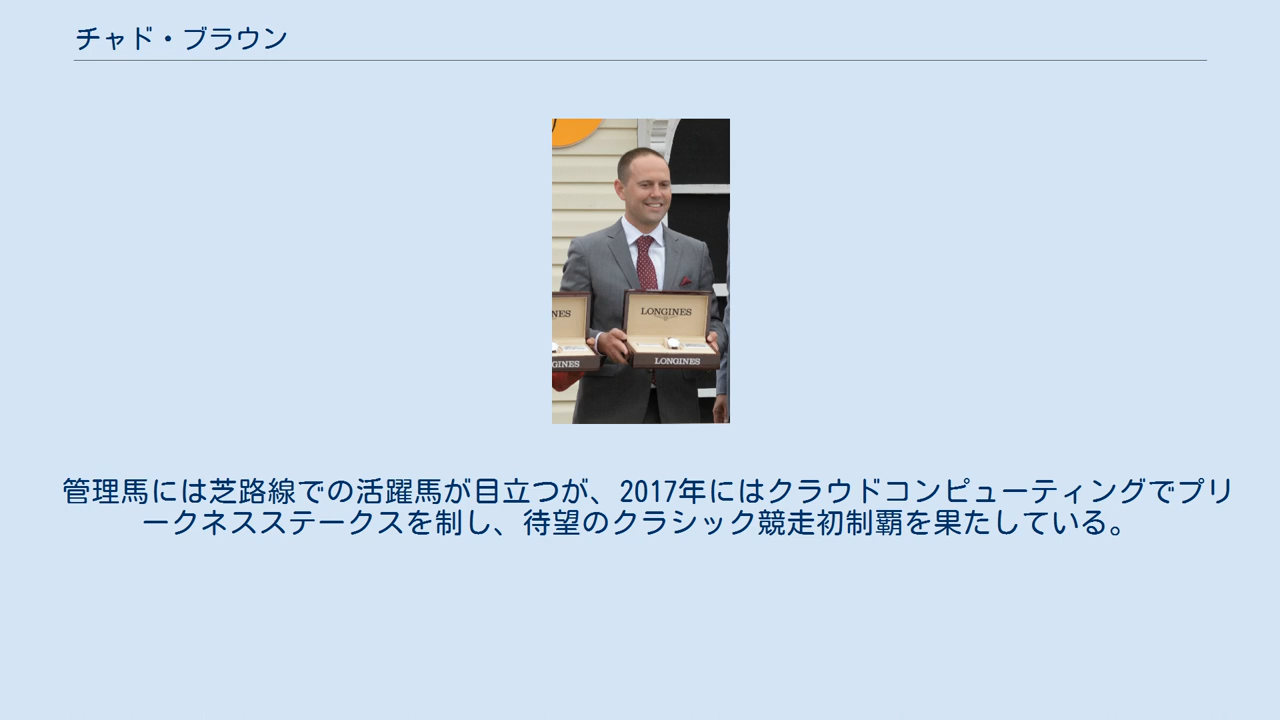 チャド・ブラウン
NES
LONGINES
GINES
LONGINES
管理馬には芝路線での活躍馬が目立つが、2017年にはクラウドコンピューティングでプリ
ークネスステークスを制し、待望のクラシック競走初制覇を果たしている。